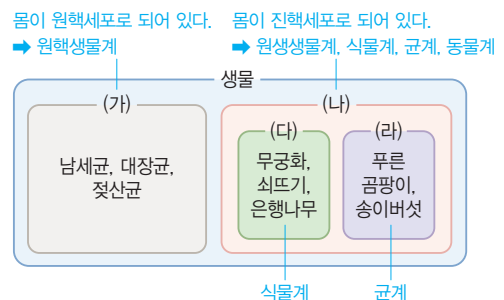 몸이 원핵세포로 되어 있다.
➡ 원핵생물계
몸이 진핵세포로 되어 있다.
➡ 원생생물계, 식물계, 균계, 동물계
생물
(가)
남세균, 대장균,
젖산균
(나)
(다)
무궁화,
쇠뜨기,
은행나무
(라)
푸른
곰팡이,
송이버섯
식물계
균계